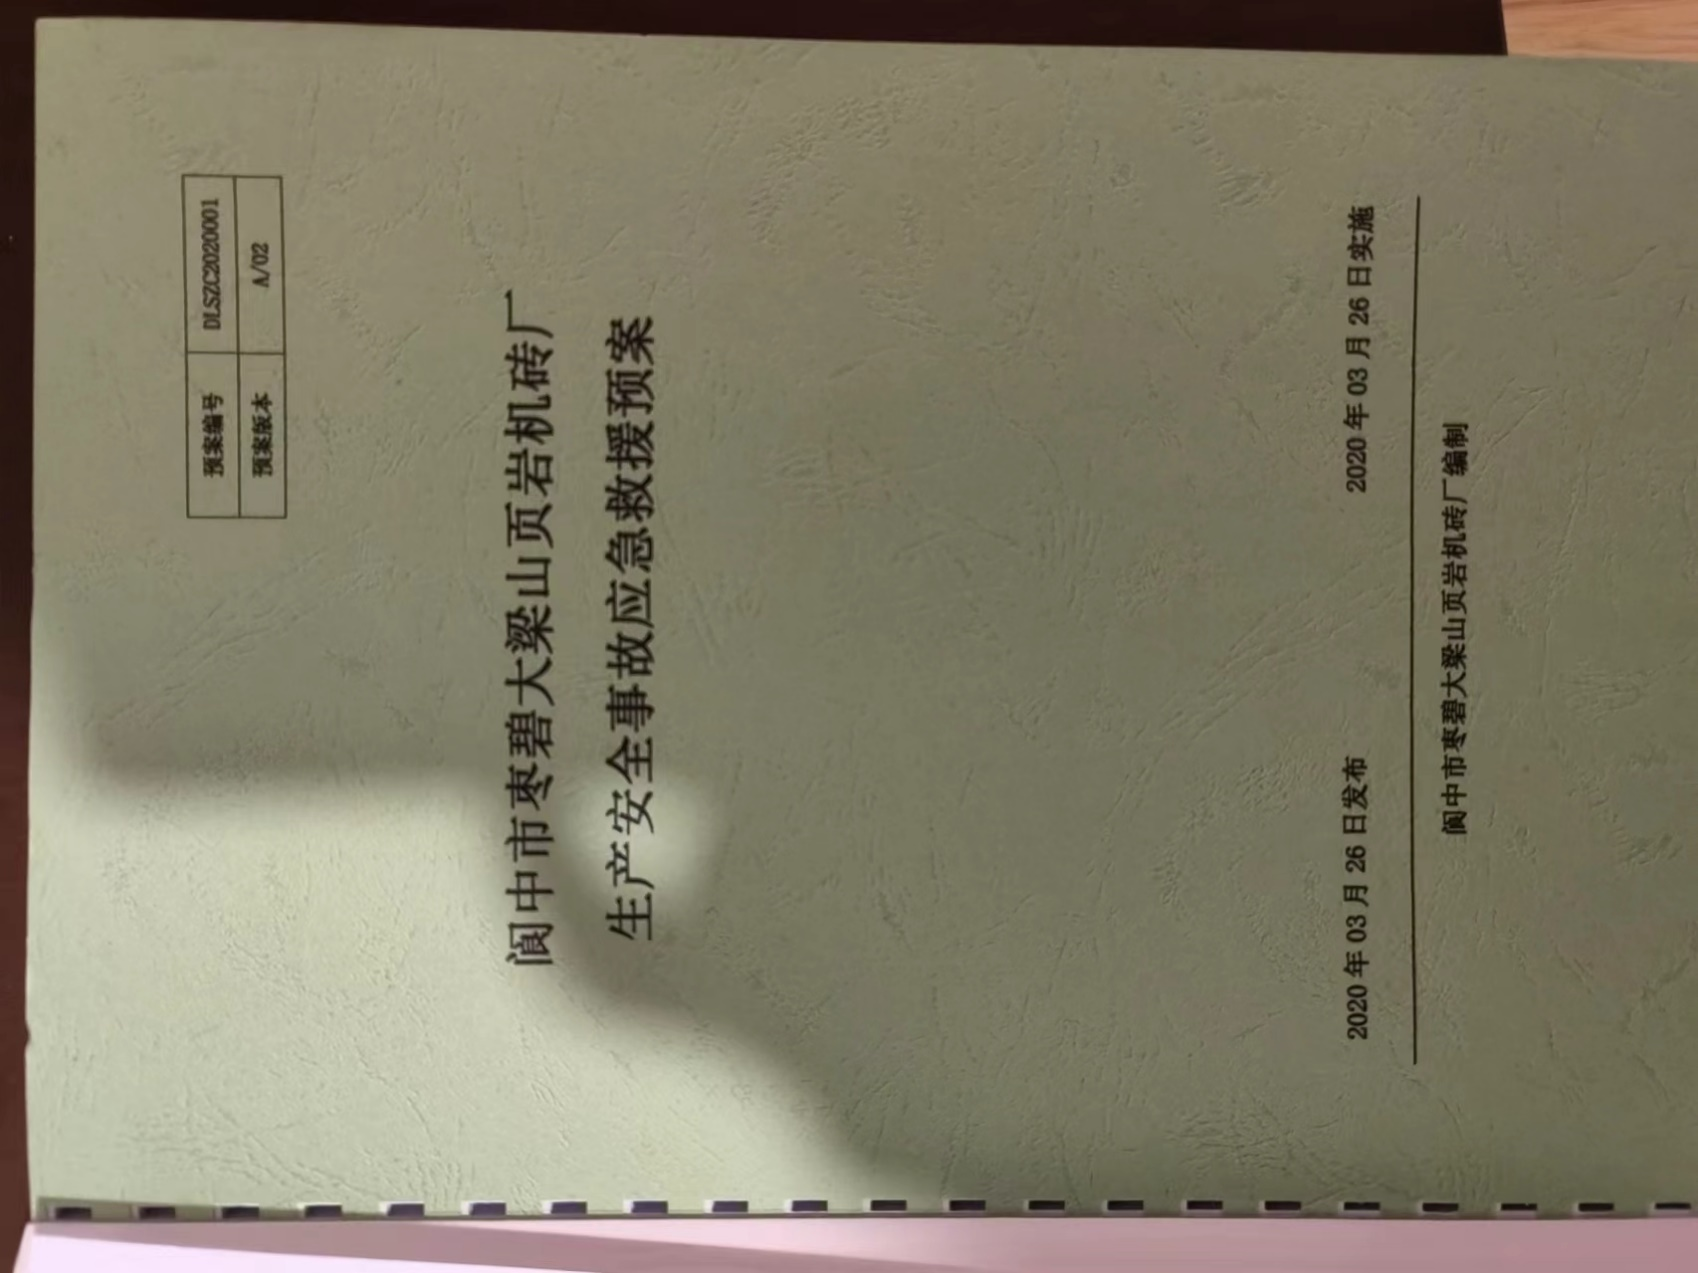 预案编号 DLSZC2020001
预案版本 A/02
阆中市枣碧大梁山页岩机砖厂
生产安全事故应急救援预案
2020年03月26日发布 2020年03月26日实施
阆中市枣碧大梁山页岩机砖厂编制